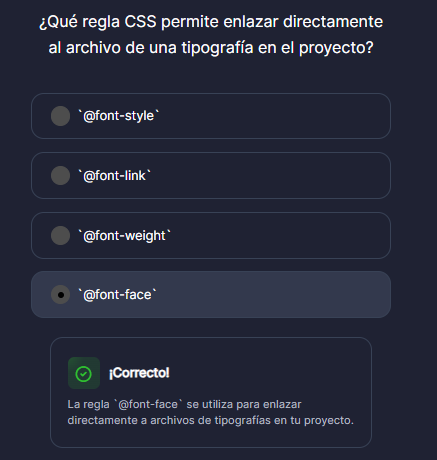 ¿Qué regla CSS permite enlazar directamente
al archivo de una tipografía en el proyecto?
`@font-style`
`@font-link`
`@font-weight`
`@font-face`
¡Correcto!
La regla `@font-face` se utiliza para enlazar
directamente a archivos de tipografías en tu proyecto.